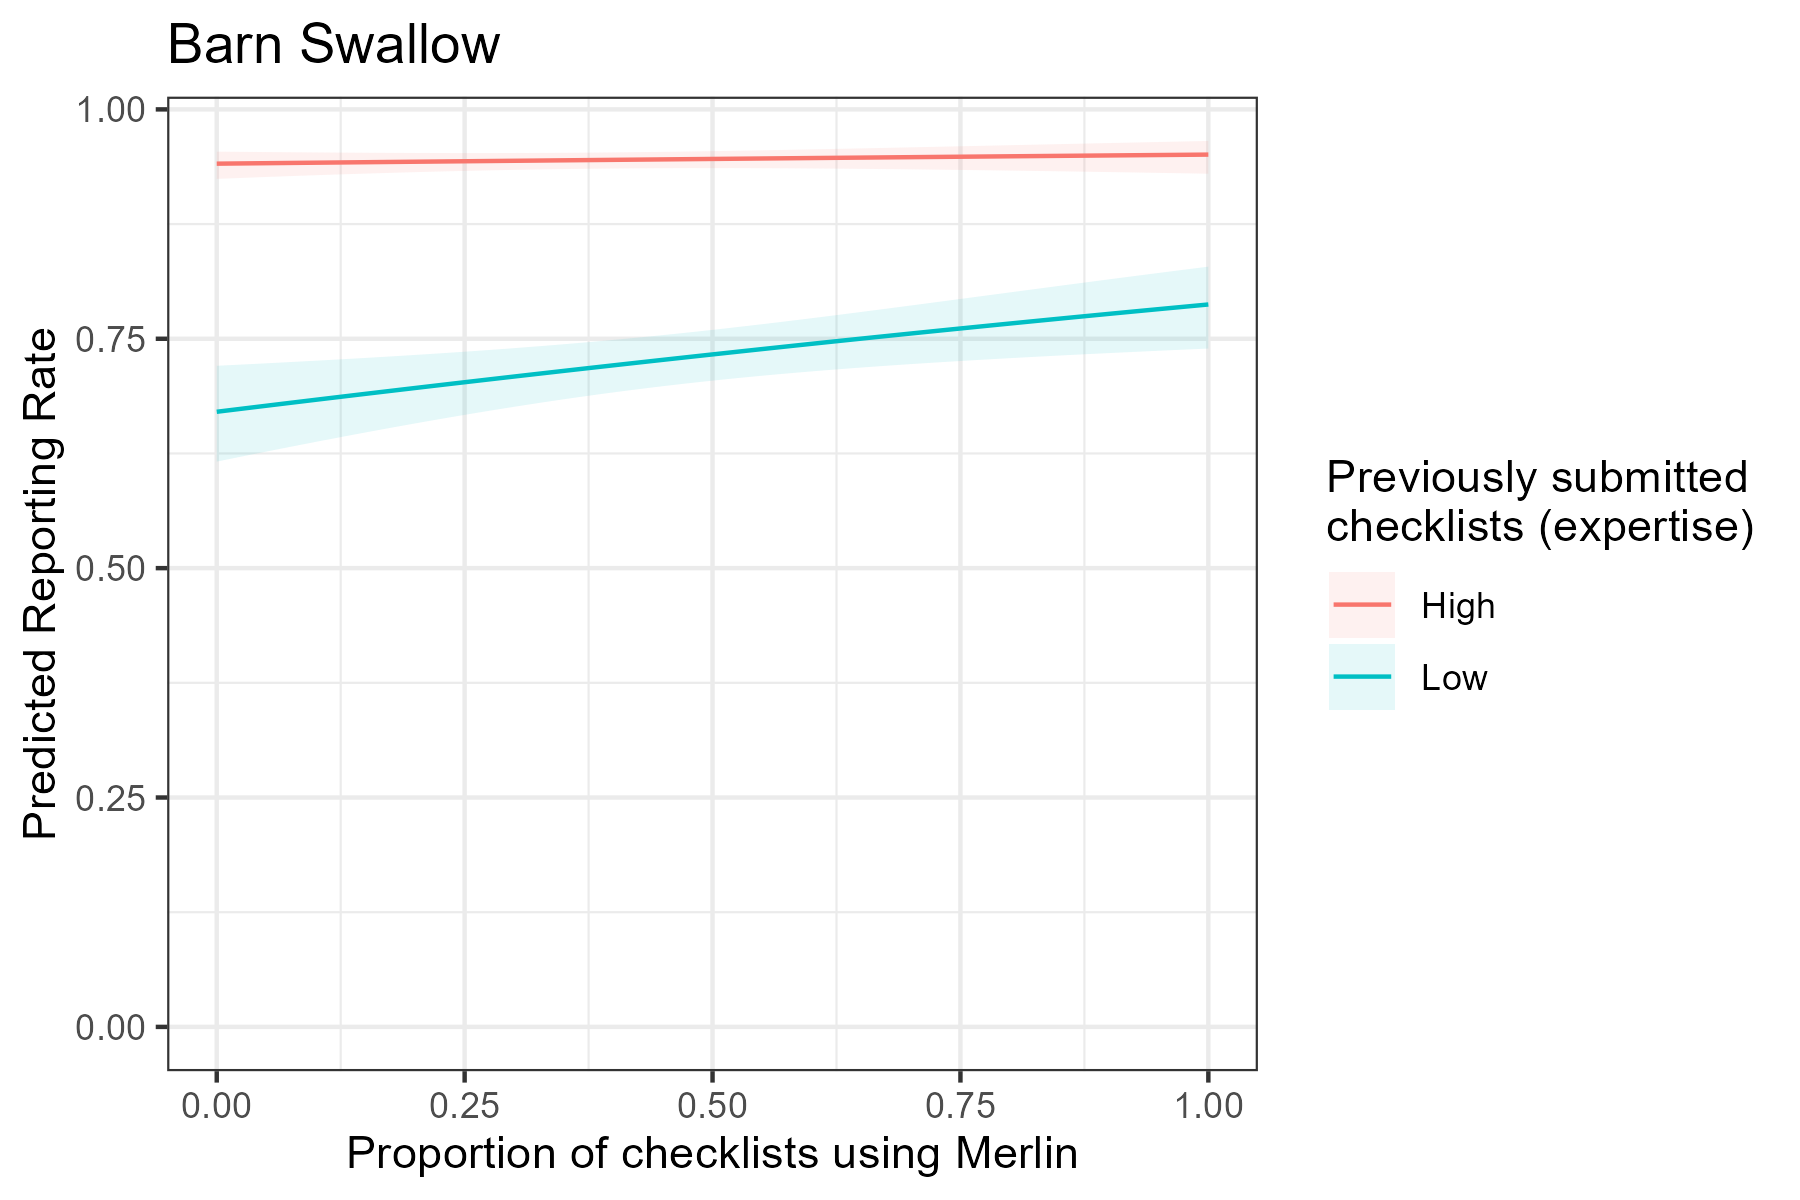 Barn Swallow
1.00
0.75
0.50
0.25
0.00
Predicted Reporting Rate
0.00 0.25 0.50 0.75 1.00
Proportion of checklists using Merlin
Previously submitted
checklists (expertise)
High
Low